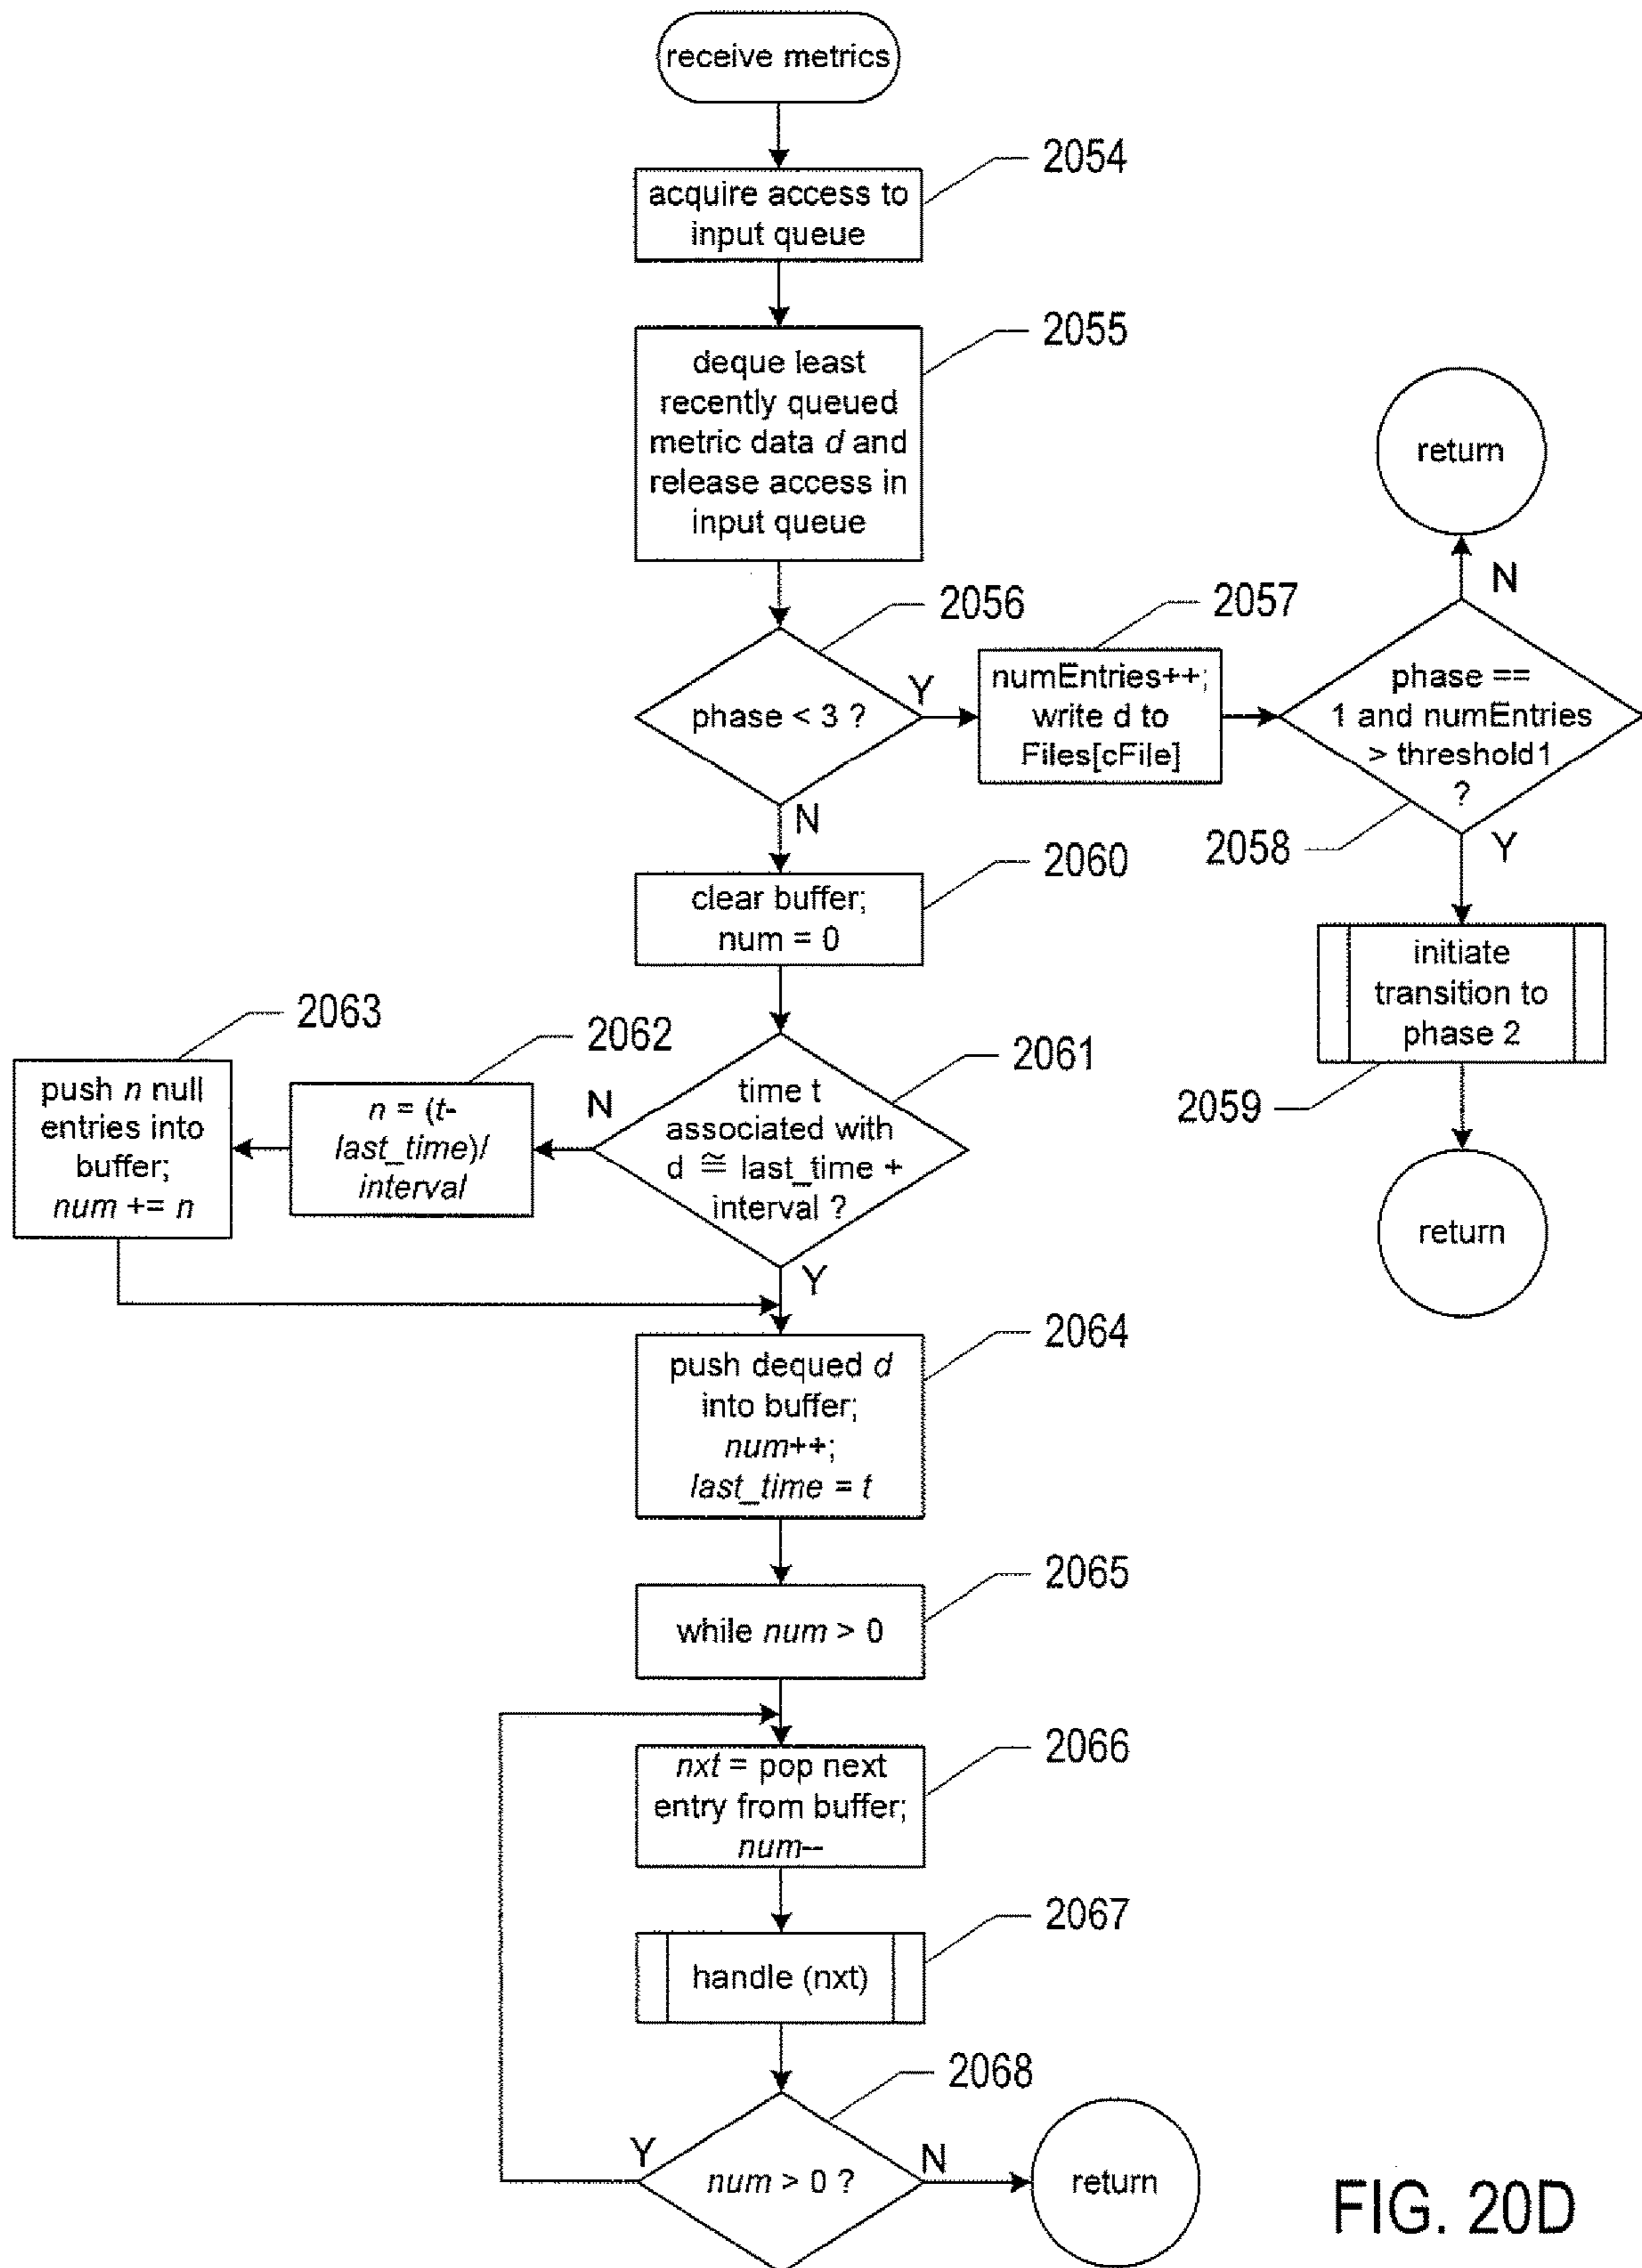 receive metrics
2054
acquire access to
input queue
2055
deque least
recently queued
metric data d and
release access in
input queue
return
N
2056
2057
phase < 3 ?
Y
numEntries++;
write d to
Files[cFile]
phase ==
1 and numEntries
> threshold1
?
2058
N
Y
2060
clear buffer;
num = 0
initiate
transition to
phase 2
2059
return
2063
push n null
entries into
buffer;
num += n
2062
n = (t-
last_time)/
interval
N
2061
time t
associated with
d ≅ last_time +
interval ?
Y
2064
push dequed d
into buffer;
num++;
last_time = t
2065
while num > 0
2066
nxt = pop next
entry from buffer;
num--
2067
handle (nxt)
2068
Y
num > 0 ?
N
return
FIG. 20D